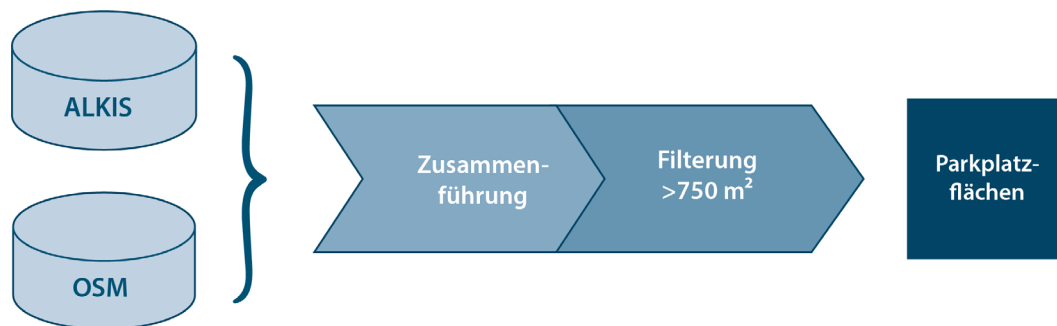 ALKIS
OSM
Zusammen-
führung
Filterung
>750 m²
Parkplatz-
flächen